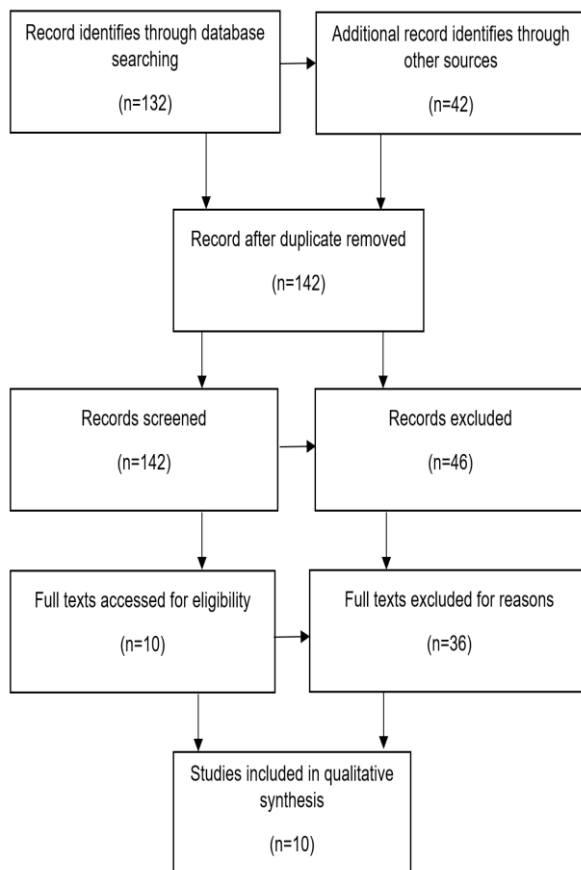 Record identifies through database
searching
(n=132)
Additional record identifies through
other sources
(n=42)
Record after duplicate removed
(n=142)
Records screened
(n=142)
Records excluded
(n=46)
Full texts accessed for eligibility
(n=10)
Full texts excluded for reasons
(n=36)
Studies included in qualitative
synthesis
(n=10)